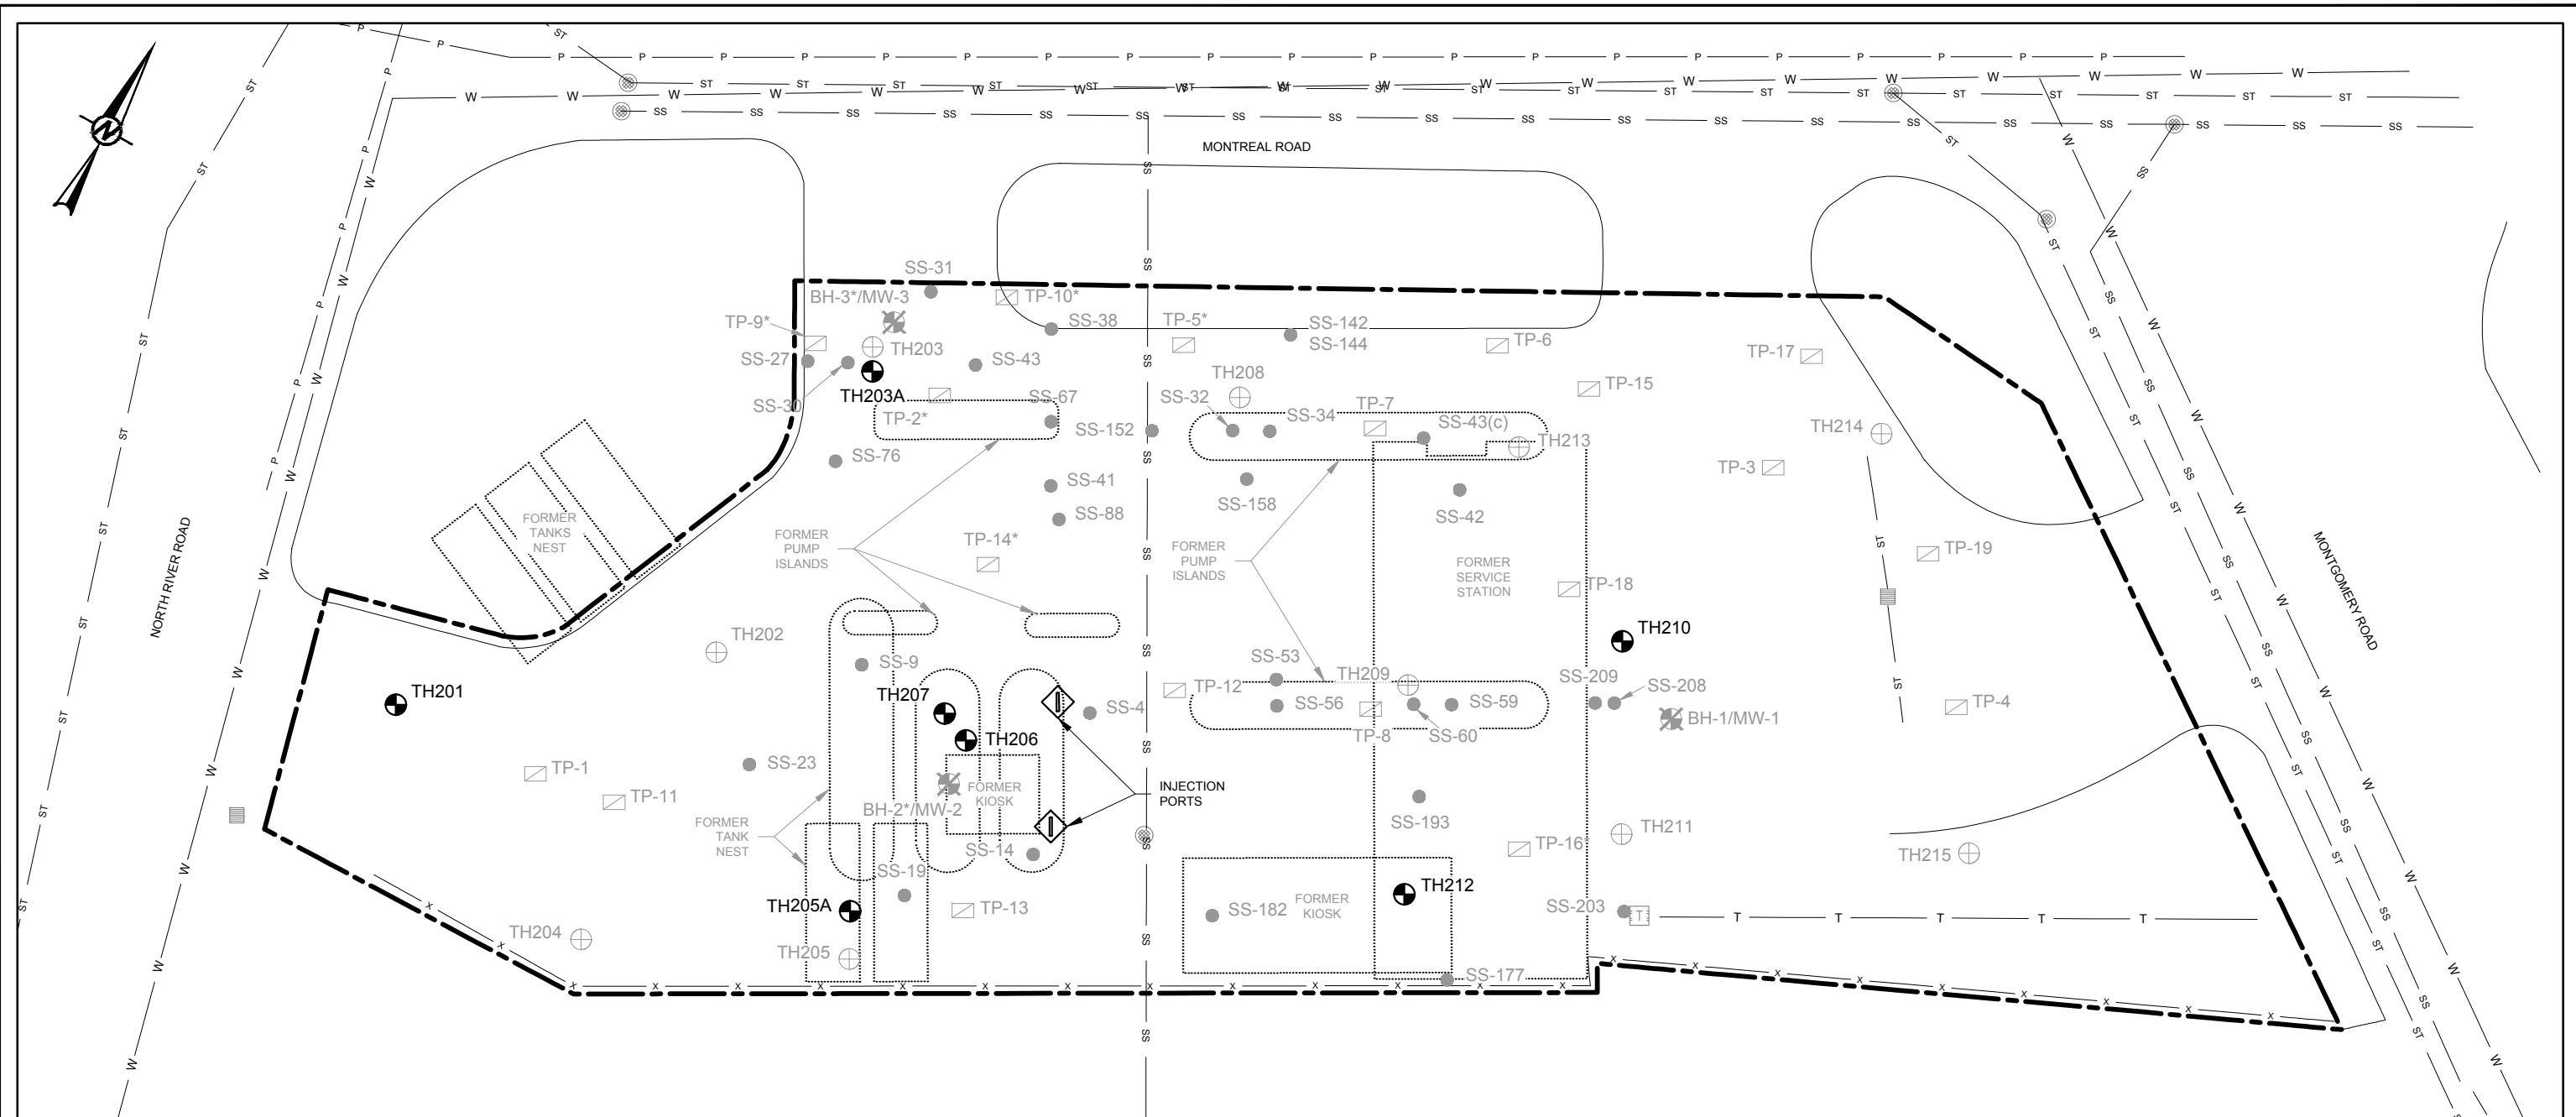 N
MONTREAL ROAD
NORTH RIVER ROAD
MONTGOMERY ROAD
SS-31
BH-3*/MW-3
TP-10*
TP-9*
SS-38
TP-5*
SS-142
SS-144
TP-6
TP-17
SS-27
TH203
SS-43
TH203A
SS-30
TP-2*
SS-67
SS-152
SS-32
TH208
SS-34
TP-7
SS-43(c)
TP-15
TH213
TH214
SS-76
SS-41
SS-88
SS-158
SS-42
TP-3
FORMER
TANKS
NEST
FORMER
PUMP
ISLANDS
TP-14*
FORMER
PUMP
ISLANDS
FORMER
SERVICE
STATION
TP-18
TP-19
TH202
TH210
SS-9
TH201
TH207
TH206
SS-4
TP-12
SS-53
SS-56
TH209
TP-8
SS-60
SS-59
SS-209
SS-208
BH-1/MW-1
TP-4
SS-23
TP-1
TP-11
FORMER
KIOSK
BH-2*/MW-2
INJECTION
PORTS
FORMER
TANK
NEST
SS-14
SS-19
SS-193
TP-16*
TH211
TH215
TH205A
TP-13
SS-182
FORMER
KIOSK
TH212
SS-203
T
TH204
TH205
SS-177